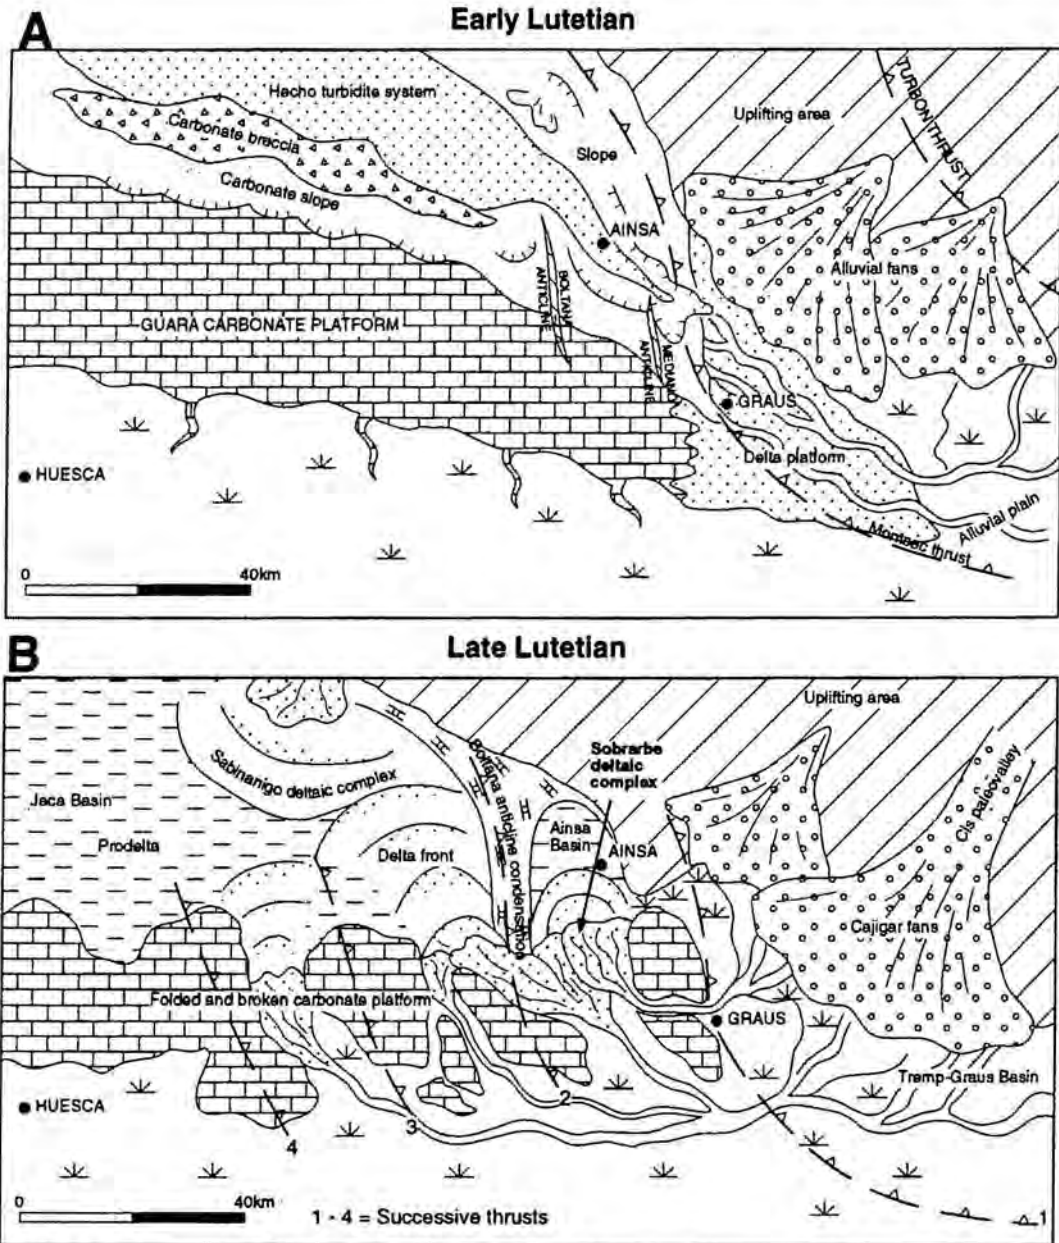 A
Early Lutetian
Hecho turbidite system
Carbonate breccia
Carbonate slope
Slope
Uplifting area
TURBON THRUST
AINSA
Alluvial fans
BOLTANA
ANTICLINE
GUARA CARBONATE PLATFORM
MEDIANO
ANTICLINE
GRAUS
Delta platform
HUESCA
Alluvial plain
Montsec thrust
0 40km
B
Late Lutetian
Uplifting area
Sobrarbe
deltaic
complex
Sabinanigo deltaic complex
Boltana anticline condensation
Cis paleovalley
Jaca Basin
Prodelta
Delta front
Ainsa
Basin
AINSA
Cajigar fans
Folded and broken carbonate platform
GRAUS
Tremp-Graus Basin
HUESCA
2
3
4
0 40km
1 - 4 = Successive thrusts
1